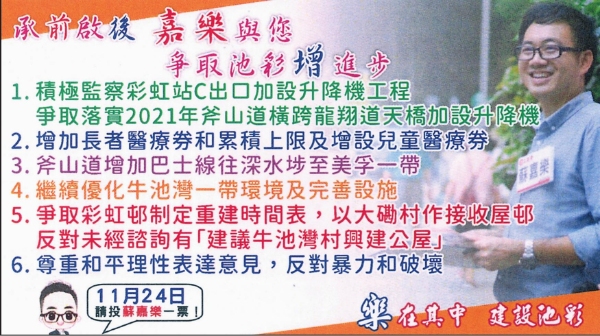 承前啟後 嘉樂與您
爭取池彩增進步
1. 積極監察彩虹站C出口加設升降機工程
爭取落實2021年斧山道橫跨龍翔道天橋加設升降機
2. 增加長者醫療券和累積上限及增設兒童醫療券
3. 斧山道增加巴士線往深水埗至美孚一帶
4. 繼續優化牛池灣一帶環境及完善設施
5. 爭取彩虹邨制定重建時間表，以大磡村作接收屋邨
反對未經諮詢有「建議牛池灣村興建公屋」
6. 尊重和平理性表達意見，反對暴力和破壞
蘇嘉樂
11月24日
請投蘇嘉樂一票！
樂在其中 建設池彩